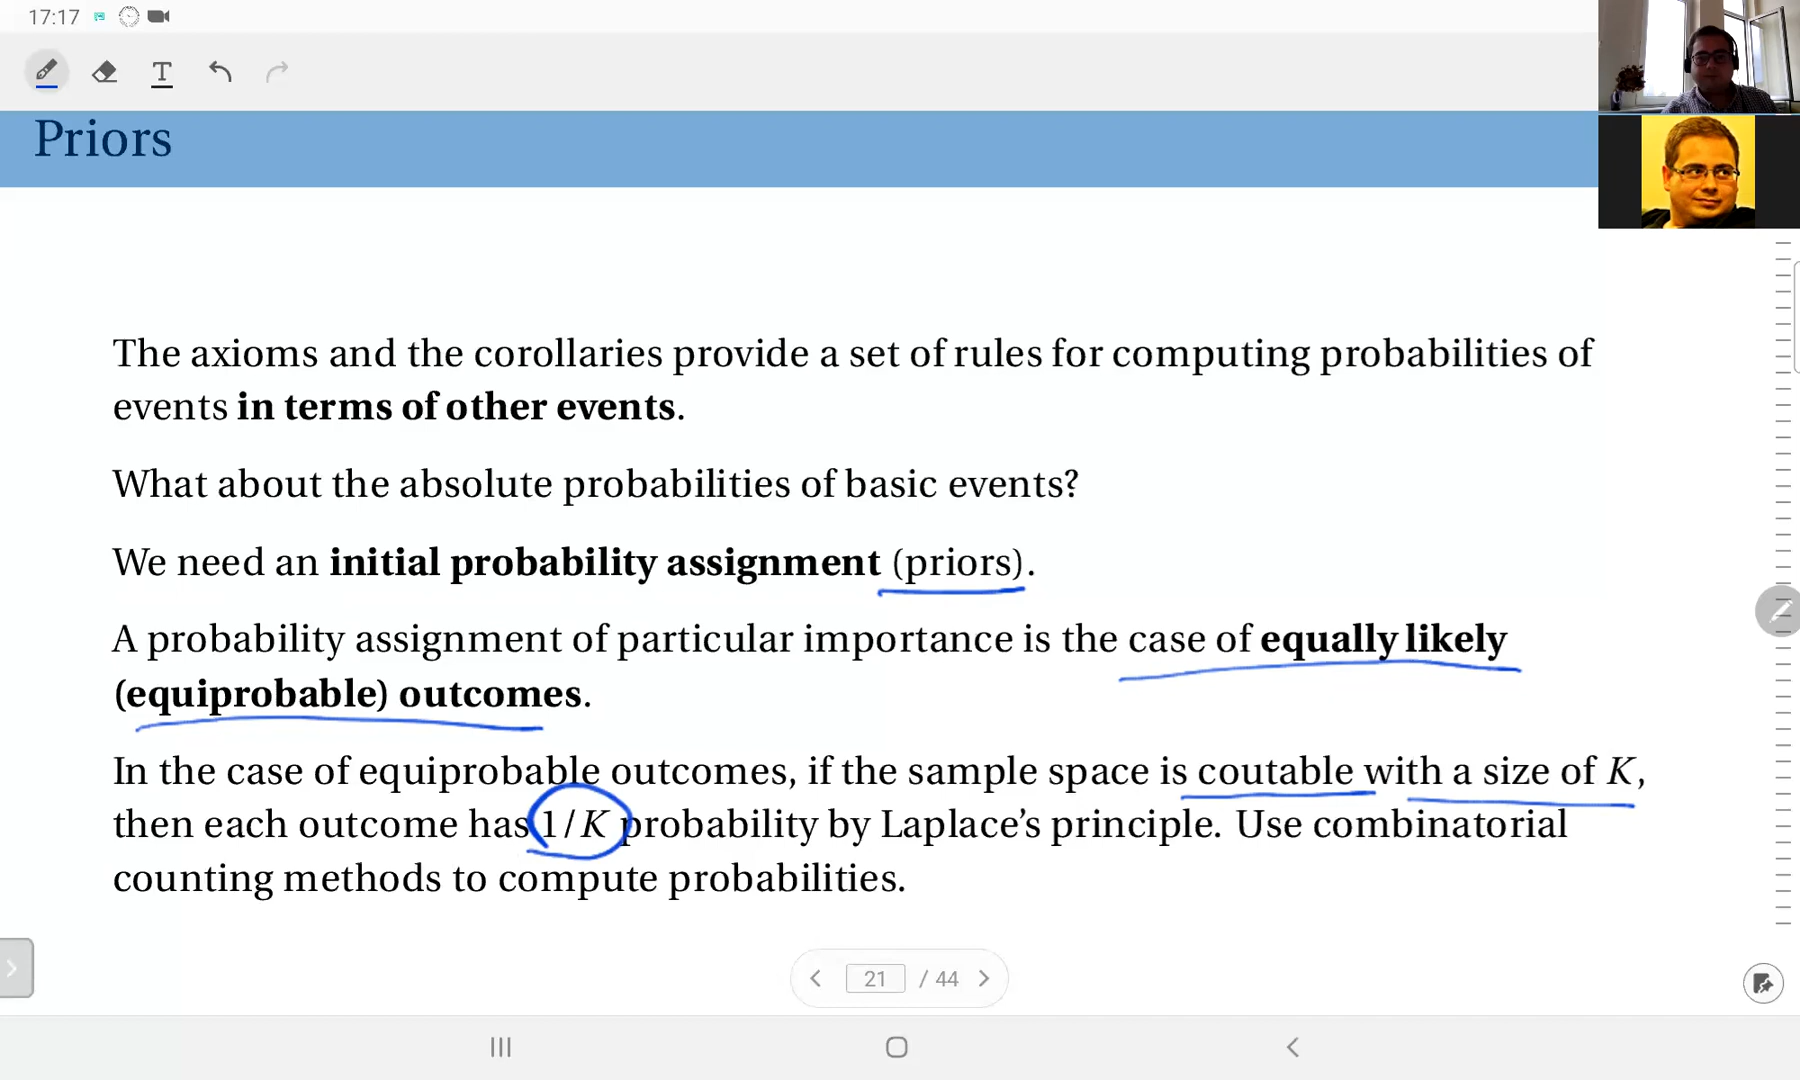 17:17
T
Priors
The axioms and the corollaries provide a set of rules for computing probabilities of
events in terms of other events.
What about the absolute probabilities of basic events?
We need an initial probability assignment (priors).
A probability assignment of particular importance is the case of equally likely
(equiprobable) outcomes.
In the case of equiprobable outcomes, if the sample space is coutable with a size of K,
then each outcome has 1/K probability by Laplace's principle. Use combinatorial
counting methods to compute probabilities.
21 / 44